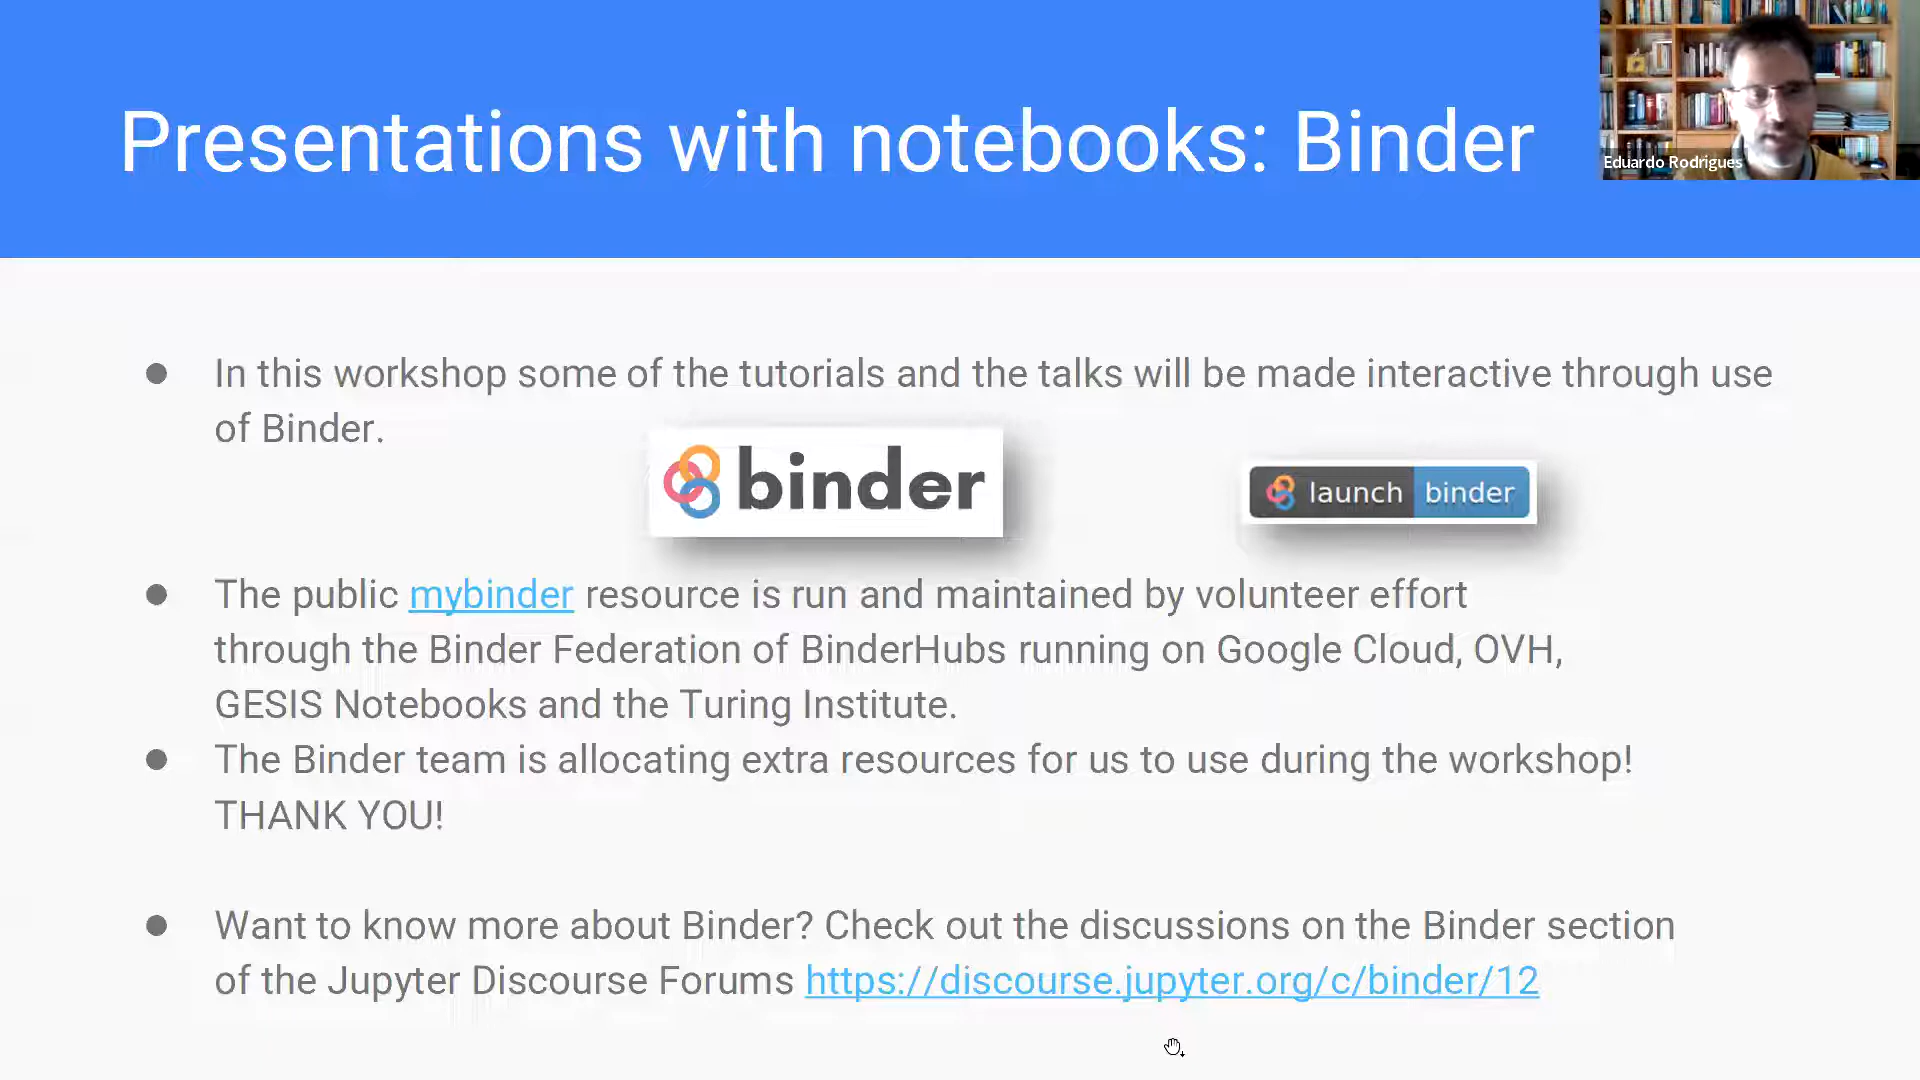 Presentations with notebooks: Binder
Eduardo Rodrigues
In this workshop some of the tutorials and the talks will be made interactive through use
of Binder.
binder
launch binder
The public mybinder resource is run and maintained by volunteer effort
through the Binder Federation of BinderHubs running on Google Cloud, OVH,
GESIS Notebooks and the Turing Institute.
The Binder team is allocating extra resources for us to use during the workshop!
THANK YOU!
Want to know more about Binder? Check out the discussions on the Binder section
of the Jupyter Discourse Forums https://discourse.jupyter.org/c/binder/12